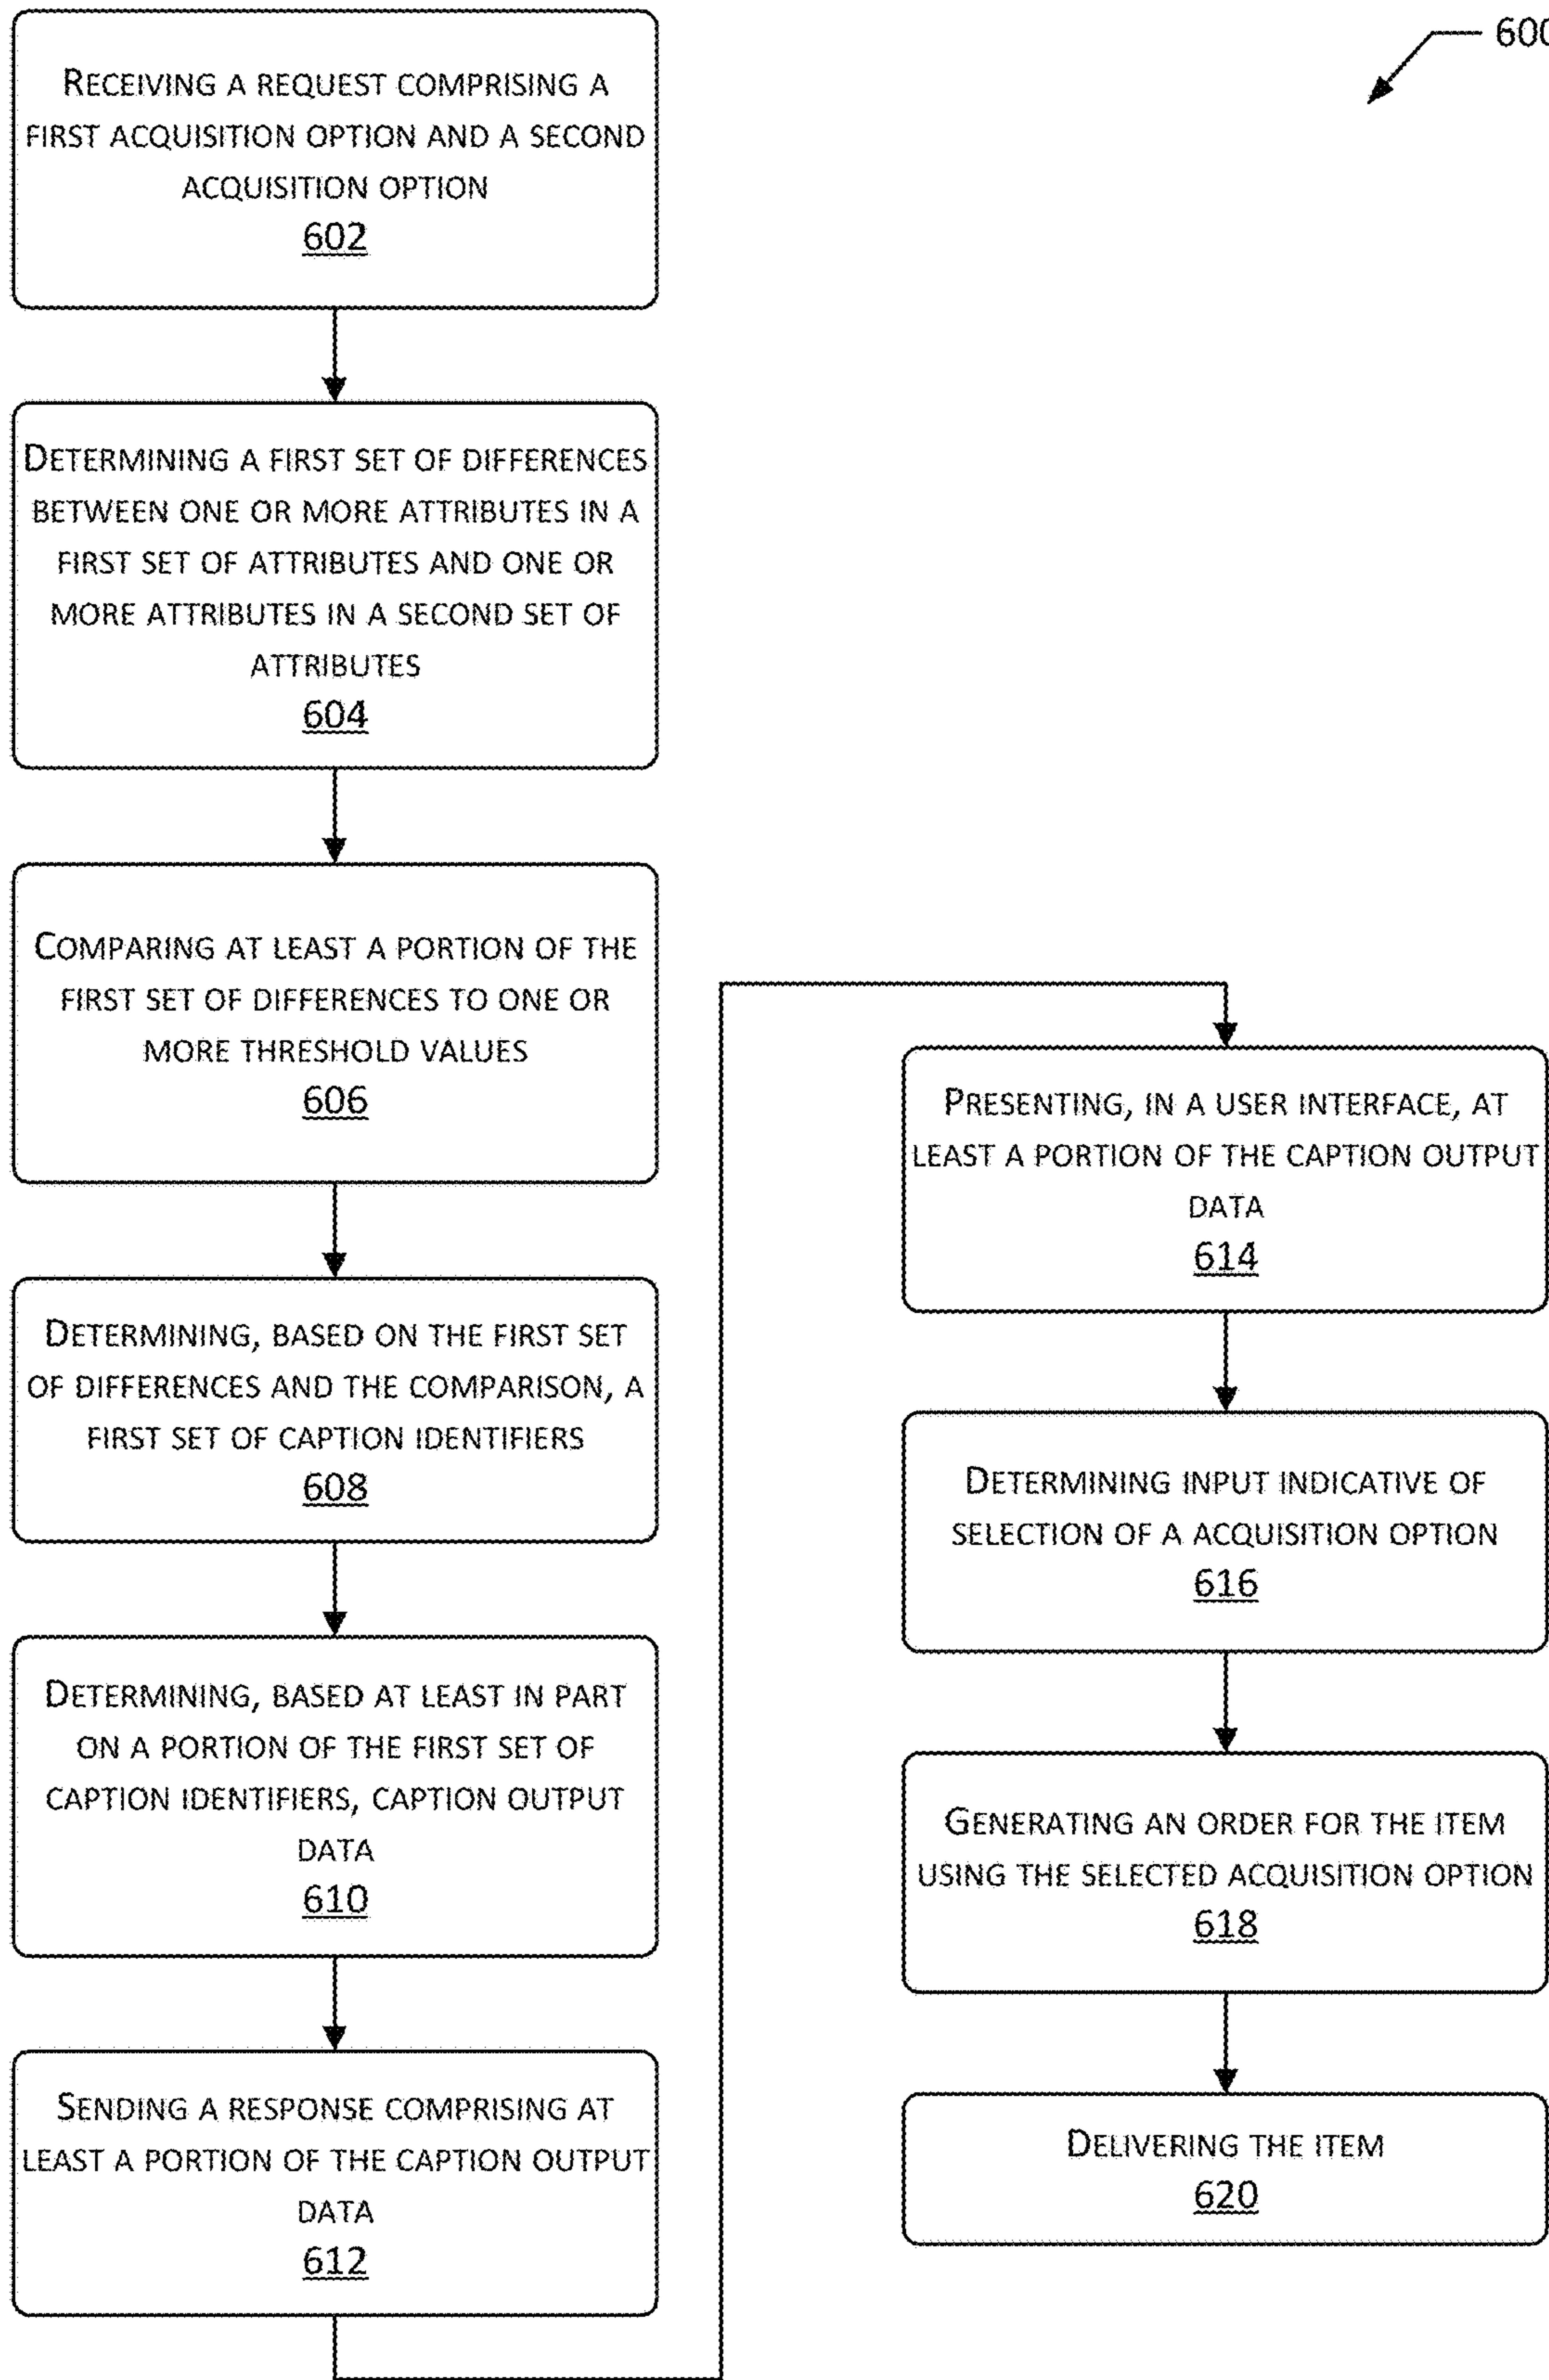 600
RECEIVING A REQUEST COMPRISING A
FIRST ACQUISITION OPTION AND A SECOND
ACQUISITION OPTION
602
DETERMINING A FIRST SET OF DIFFERENCES
BETWEEN ONE OR MORE ATTRIBUTES IN A
FIRST SET OF ATTRIBUTES AND ONE OR
MORE ATTRIBUTES IN A SECOND SET OF
ATTRIBUTES
604
COMPARING AT LEAST A PORTION OF THE
FIRST SET OF DIFFERENCES TO ONE OR
MORE THRESHOLD VALUES
606
DETERMINING, BASED ON THE FIRST SET
OF DIFFERENCES AND THE COMPARISON, A
FIRST SET OF CAPTION IDENTIFIERS
608
DETERMINING, BASED AT LEAST IN PART
ON A PORTION OF THE FIRST SET OF
CAPTION IDENTIFIERS, CAPTION OUTPUT
DATA
610
SENDING A RESPONSE COMPRISING AT
LEAST A PORTION OF THE CAPTION OUTPUT
DATA
612
PRESENTING, IN A USER INTERFACE, AT
LEAST A PORTION OF THE CAPTION OUTPUT
DATA
614
DETERMINING INPUT INDICATIVE OF
SELECTION OF A ACQUISITION OPTION
616
GENERATING AN ORDER FOR THE ITEM
USING THE SELECTED ACQUISITION OPTION
618
DELIVERING THE ITEM
620